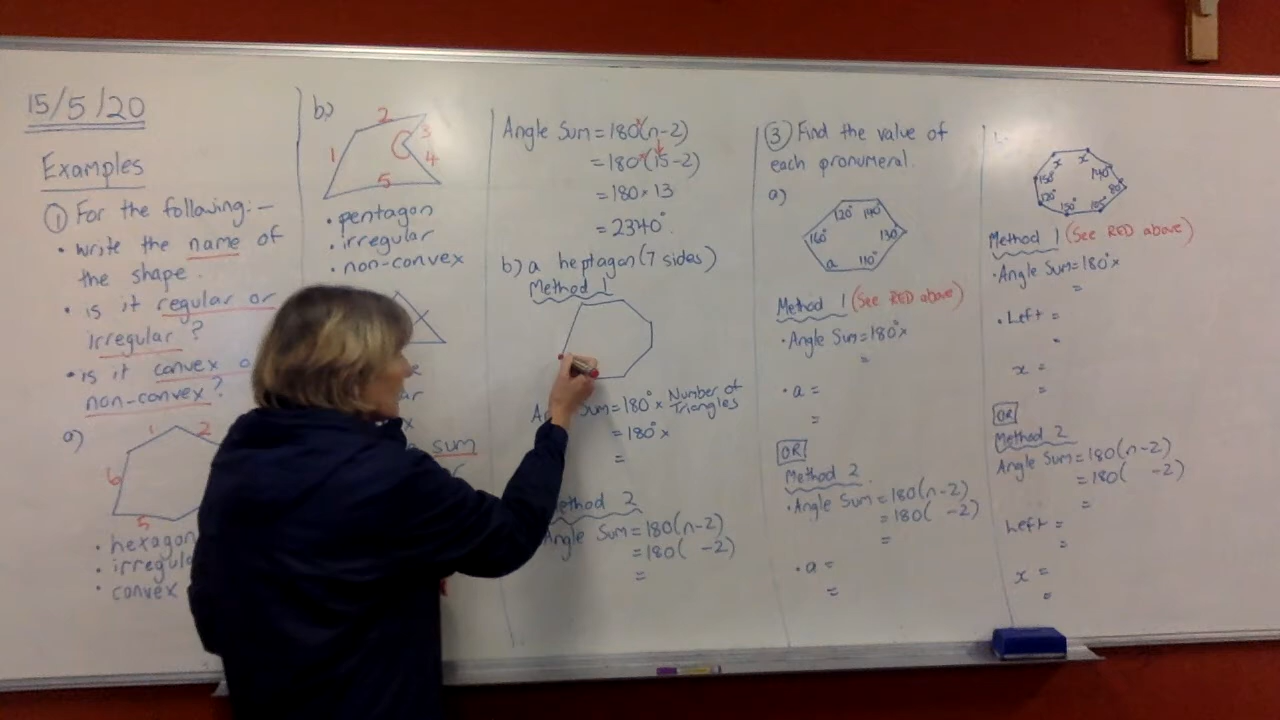 15/5/20
Examples
① For the following:-
• write the name of
the shape.
• is it regular or
irregular?
• is it convex
non-convex?
a)
1
2
6
5
• hexagon
• irregular
• convex
b)
2
3
1
4
5
• pentagon
• irregular
• non-convex
sum
Angle Sum = 180°(n-2)
= 180°(15-2)
= 180 × 13
= 2340°
b) a heptagon (7 sides)
Method 1
Sum = 180° × Number of
Triangles
= 180° ×
=
Method 2
Angle Sum = 180(n-2)
= 180( -2)
=
③ Find the value of
each pronumeral.
a)
120° 140°
160° 130°
a 110°
Method 1 (See RED above)
• Angle Sum = 180° ×
=
• a =
=
OR
Method 2
• Angle Sum = 180(n-2)
= 180( -2)
=
• a =
=
x x
150° 140°
120° 80°
150° 105°
Method 1 (See RED above)
• Angle Sum = 180° ×
=
• Left =
x =
=
OR
Method 2
Angle Sum = 180(n-2)
= 180( -2)
=
Left =
=
x =
=